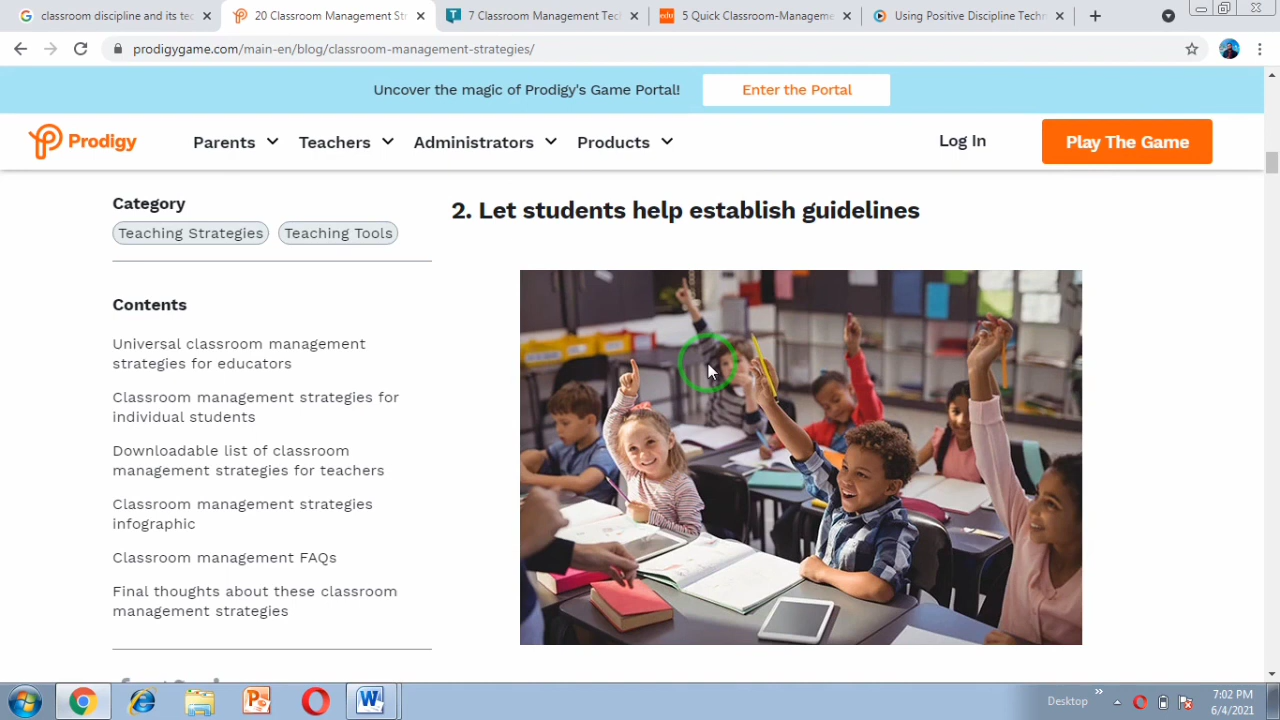 classroom discipline and its tec
20 Classroom Management Str
7 Classroom Management Tech
5 Quick Classroom-Manageme
Using Positive Discipline Techn
prodigygame.com/main-en/blog/classroom-management-strategies/
Uncover the magic of Prodigy's Game Portal!
Enter the Portal
Prodigy
Parents
Teachers
Administrators
Products
Log In
Play The Game
Category
Teaching Strategies
Teaching Tools
Contents
Universal classroom management
strategies for educators
Classroom management strategies for
individual students
Downloadable list of classroom
management strategies for teachers
Classroom management strategies
infographic
Classroom management FAQs
Final thoughts about these classroom
management strategies
2. Let students help establish guidelines
Desktop
7:02 PM
6/4/2021